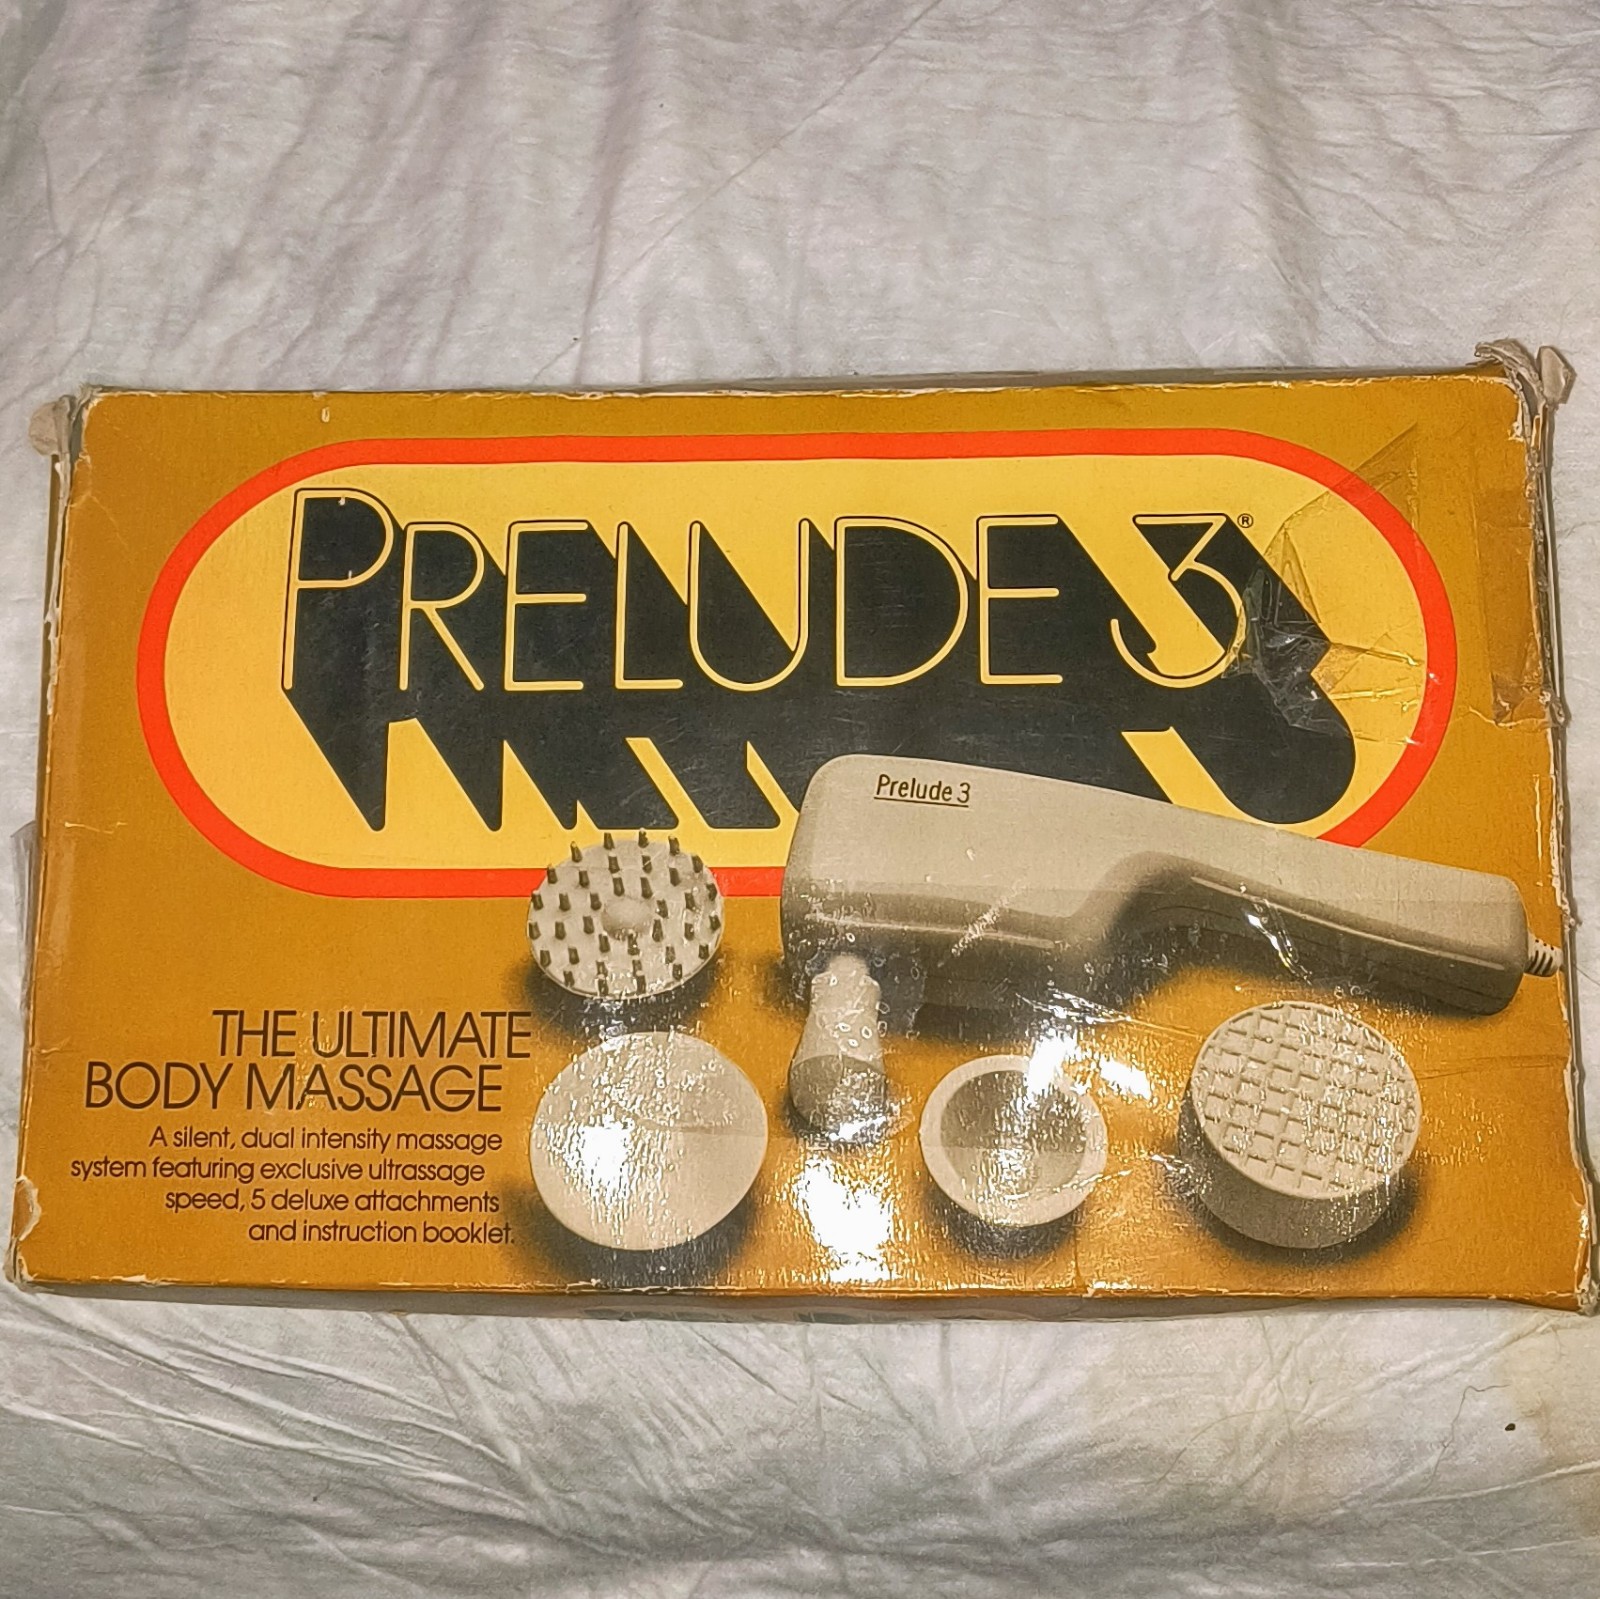 PRELUDE 3®
Prelude 3
THE ULTIMATE
BODY MASSAGE
A silent, dual intensity massage
system featuring exclusive ultrassage
speed, 5 deluxe attachments
and instruction booklet.